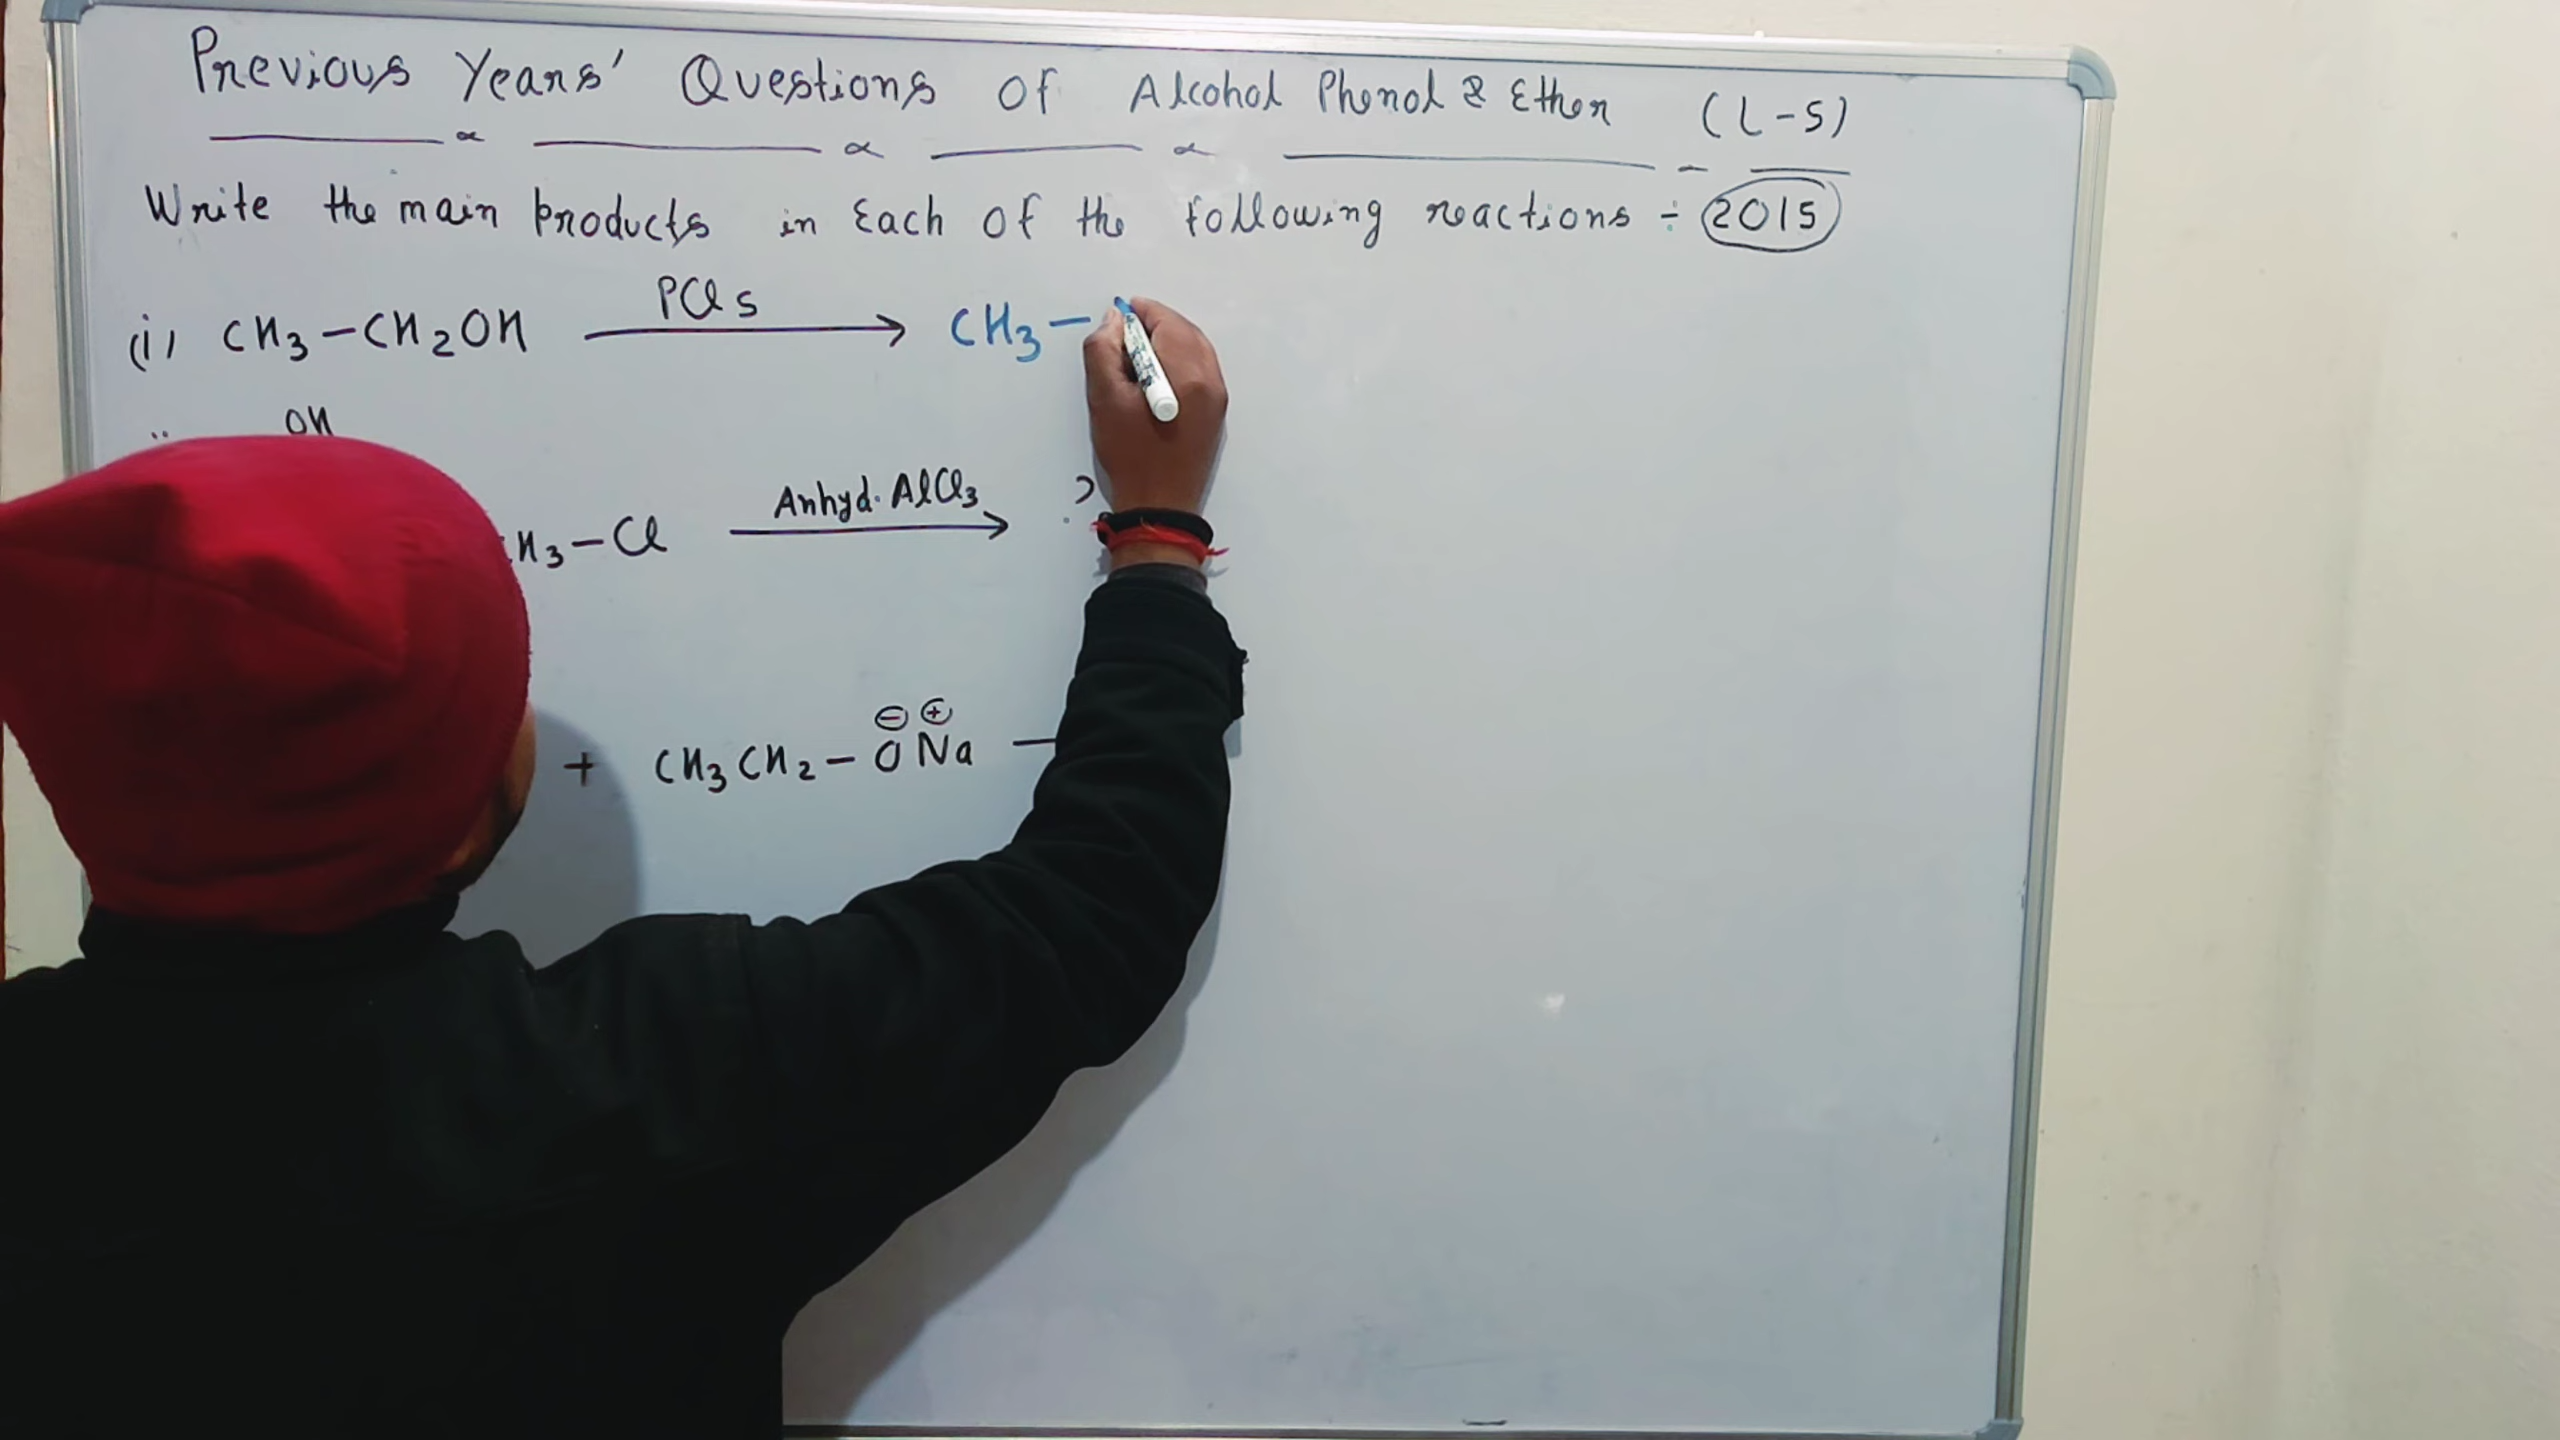 Previous Years' Questions of Alcohol Phenol & Ether (L-5)
Write the main products in Each of the following reactions ÷ 2015
(i) CH3-CH2OH PCl5 → CH3-
OH
H3-Cl Anhyd. AlCl3 → ?
+ CH3CH2-O⊖ Na⊕ —